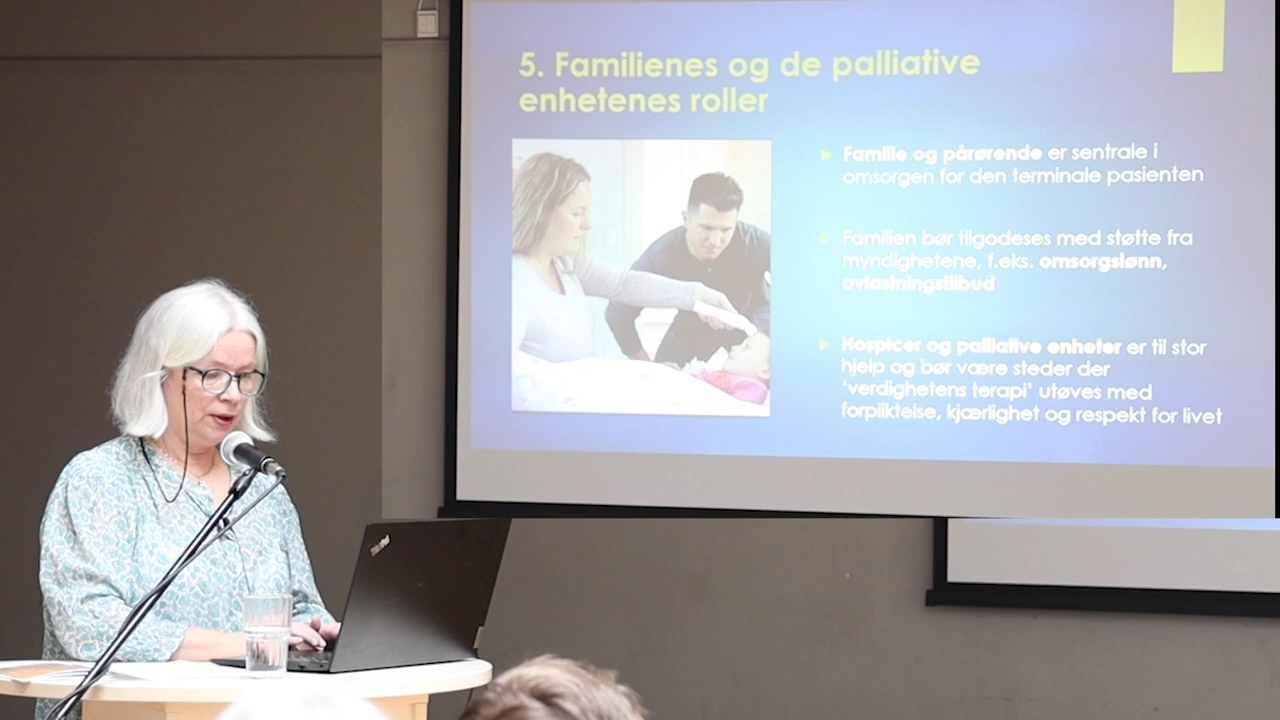 5. Familienes og de palliative
enhetenes roller
Familie og pårørende er sentrale i
omsorgen for den terminale pasienten
Familien bør tilgodeses med støtte fra
myndighetene, f.eks. omsorgslønn,
avlastningstilbud
Hospicer og palliative enheter er til stor
hjelp og bør være steder der
'verdighetens terapi' utøves med
forpliktelse, kjærlighet og respekt for livet
ThinkPad